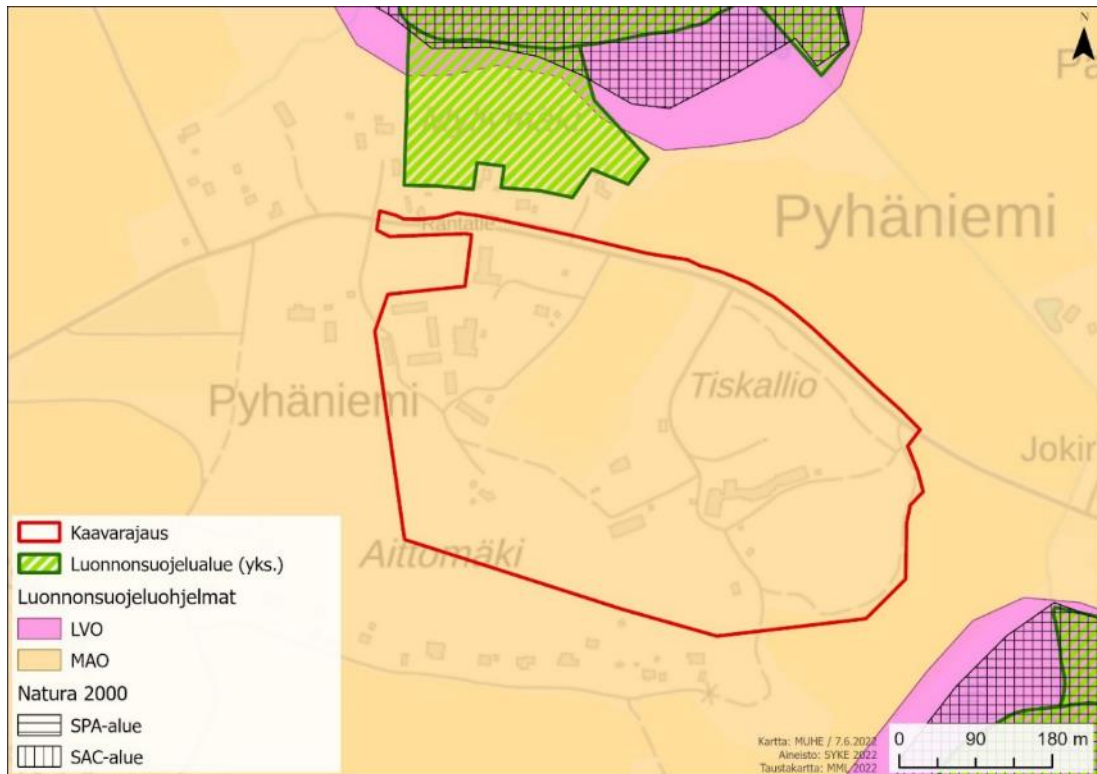 N
Pyhäniemi
Rantatie
Tiskallio
Pyhäniemi
Aittomäki
Kaavarajaus
Luonnonsuojelualue (yks.)
Luonnonsuojeluohjelmat
LVO
MAO
Natura 2000
SPA-alue
SAC-alue
Kartta: MUHE / 7.6.2022
Aineisto: SYKE 2022
Taustakartta: MML 2022
0 90 180 m